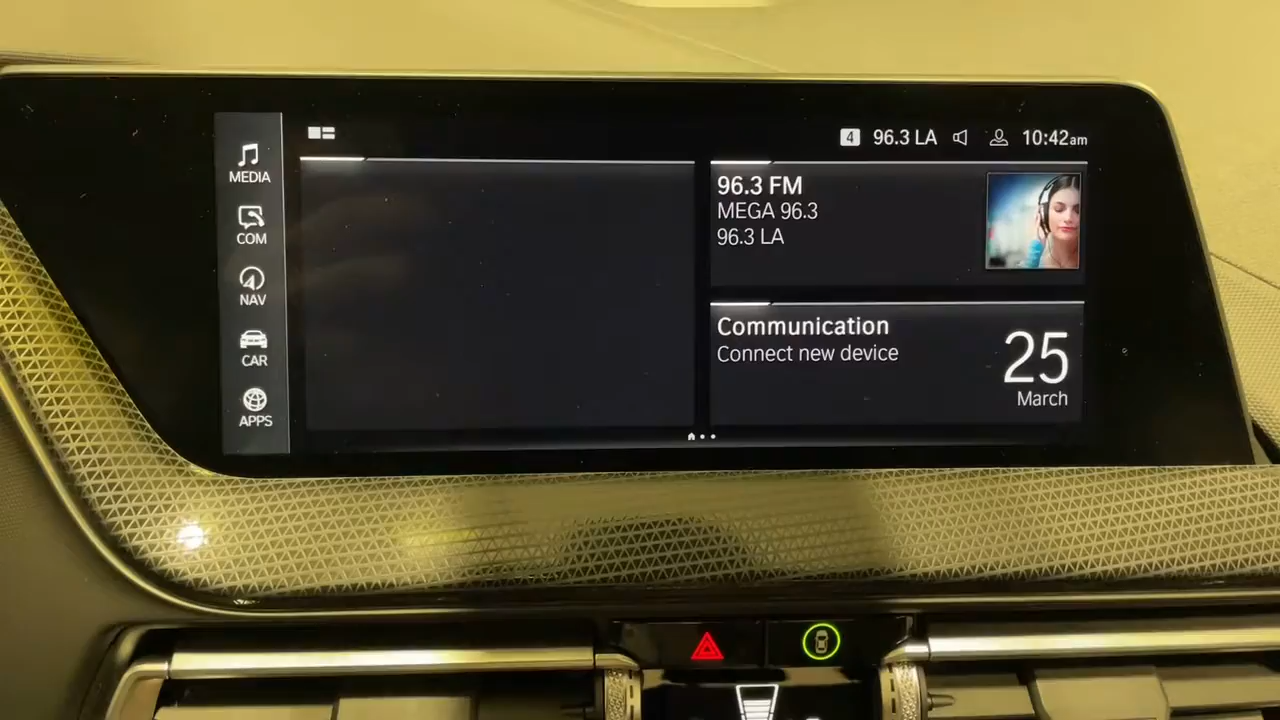 4 96.3 LA 10:42am
MEDIA
COM
NAV
CAR
APPS
96.3 FM
MEGA 96.3
96.3 LA
Communication
Connect new device
25
March